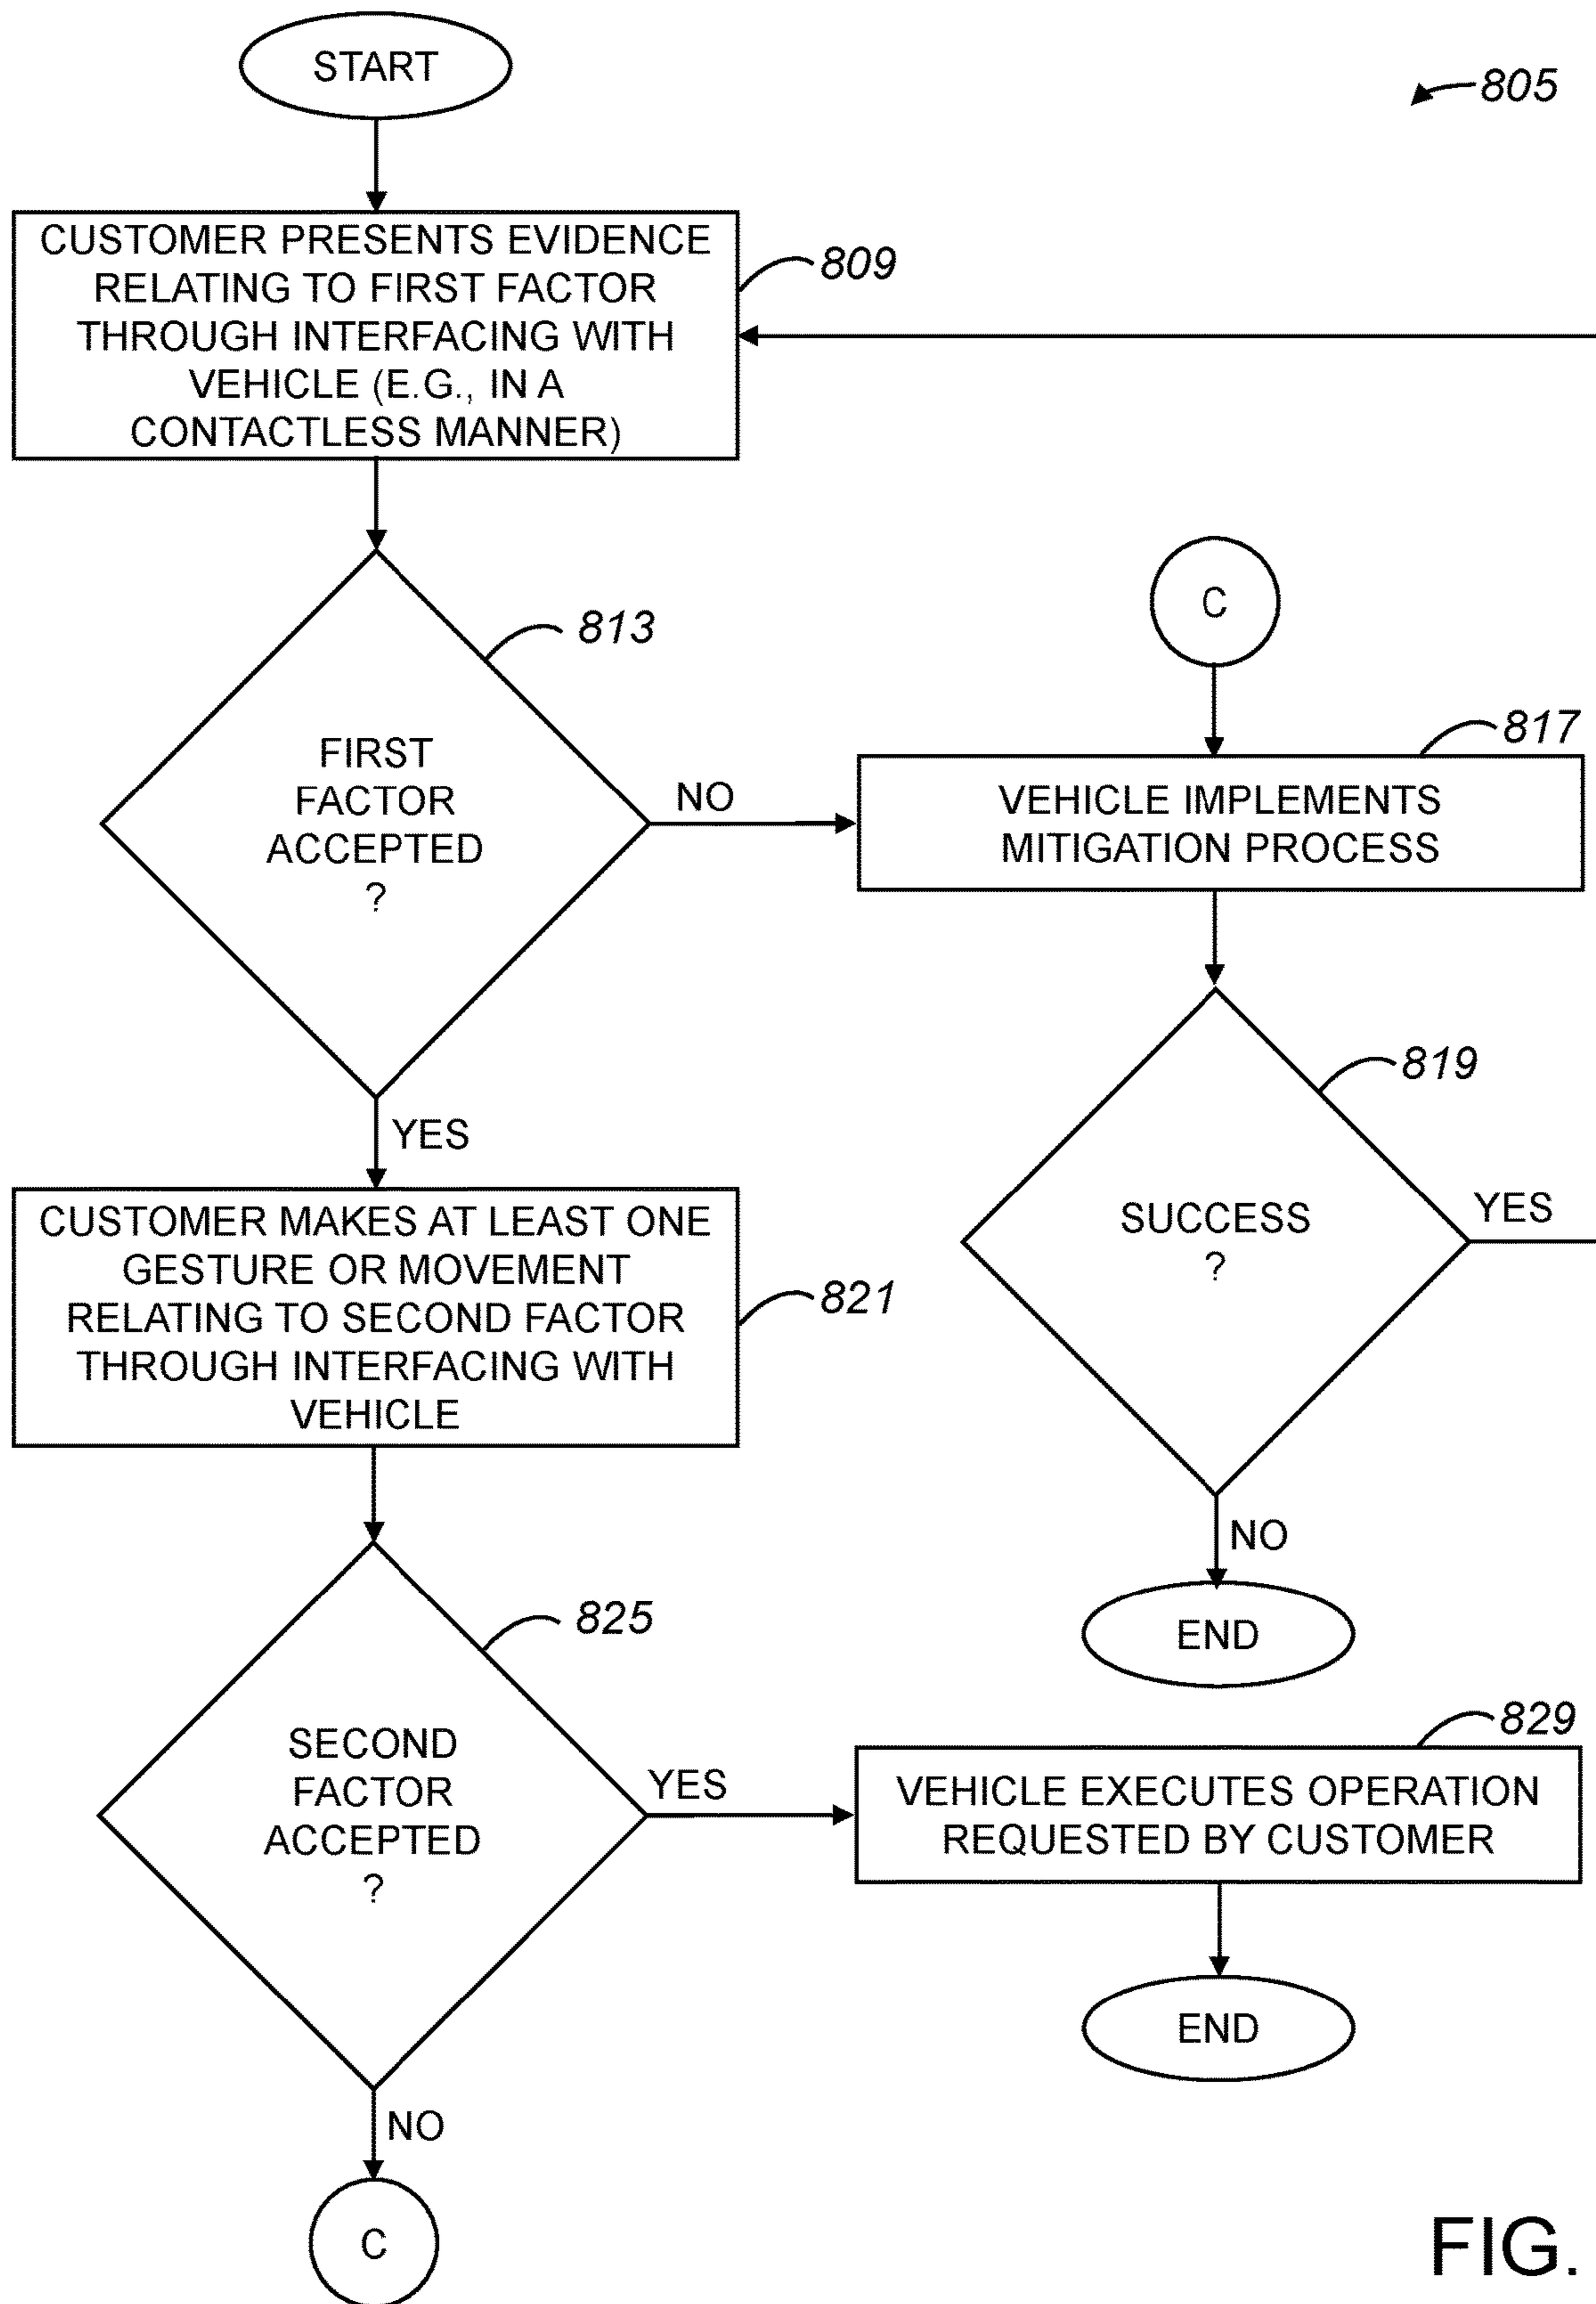 START
805
CUSTOMER PRESENTS EVIDENCE
RELATING TO FIRST FACTOR
THROUGH INTERFACING WITH
VEHICLE (E.G., IN A
CONTACTLESS MANNER)
809
FIRST
FACTOR
ACCEPTED
?
813
NO
YES
C
817
VEHICLE IMPLEMENTS
MITIGATION PROCESS
819
SUCCESS
?
YES
NO
END
CUSTOMER MAKES AT LEAST ONE
GESTURE OR MOVEMENT
RELATING TO SECOND FACTOR
THROUGH INTERFACING WITH
VEHICLE
821
825
SECOND
FACTOR
ACCEPTED
?
YES
829
VEHICLE EXECUTES OPERATION
REQUESTED BY CUSTOMER
END
NO
C
FIG.